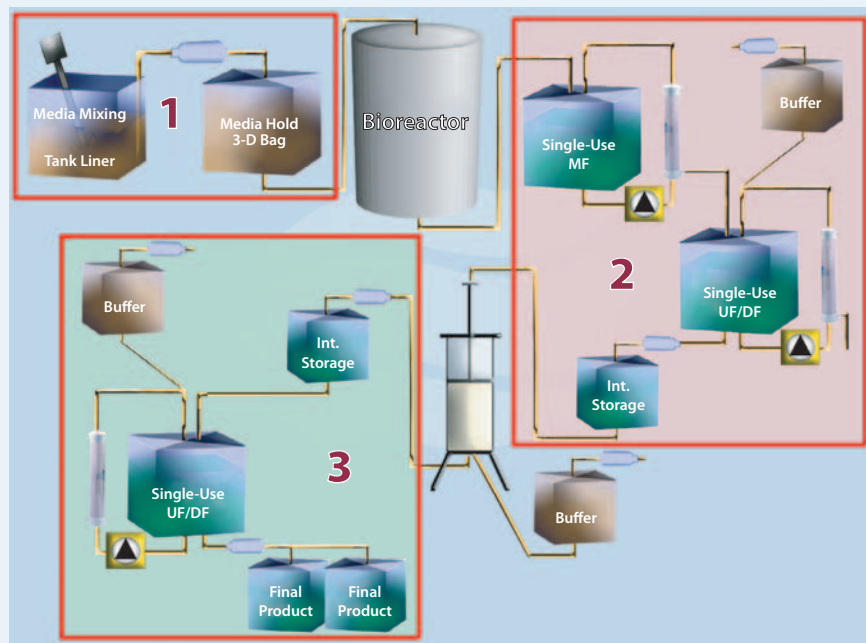 Media Mixing
Tank Liner
1
Media Hold
3-D Bag
Bioreactor
Single-Use
MF
Buffer
2
Single-Use
UF/DF
Int.
Storage
Buffer
Buffer
Int.
Storage
3
Single-Use
UF/DF
Final
Product
Final
Product